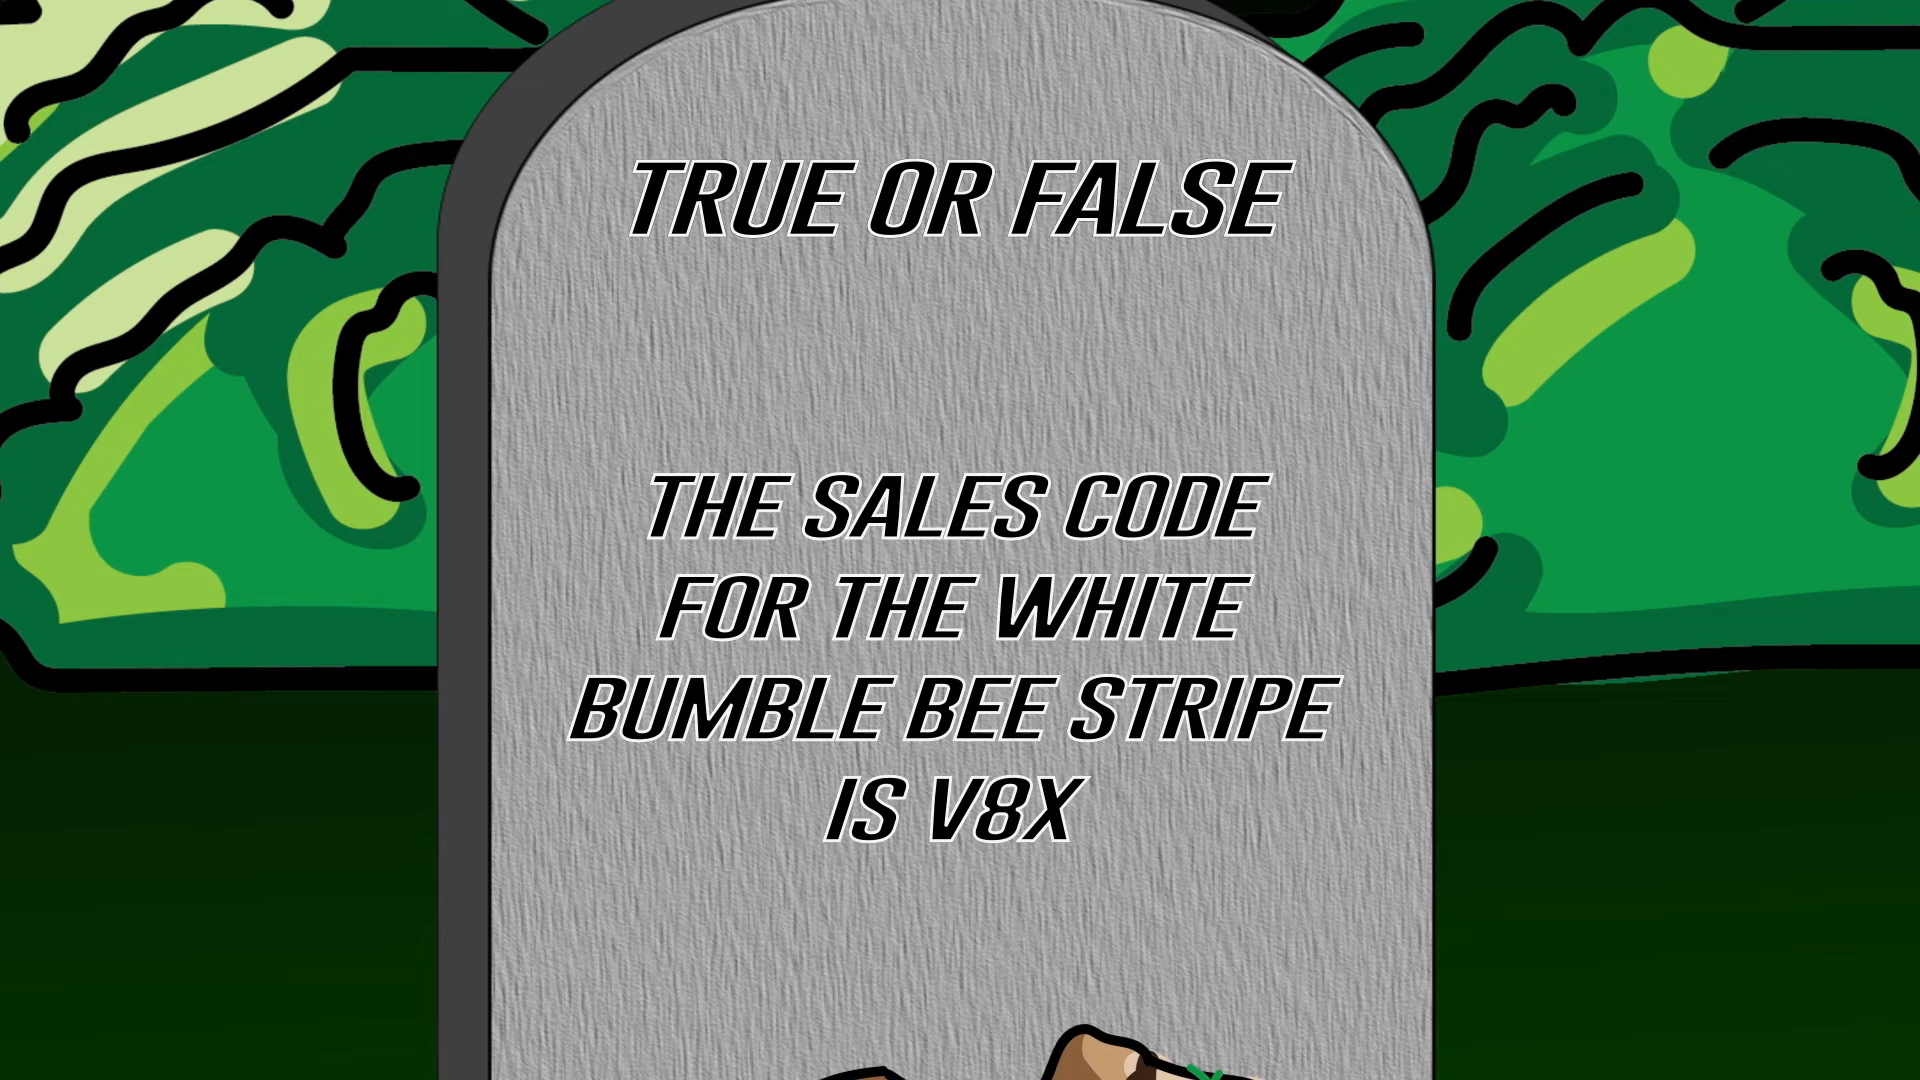 TRUE OR FALSE
THE SALES CODE
FOR THE WHITE
BUMBLE BEE STRIPE
IS V8X